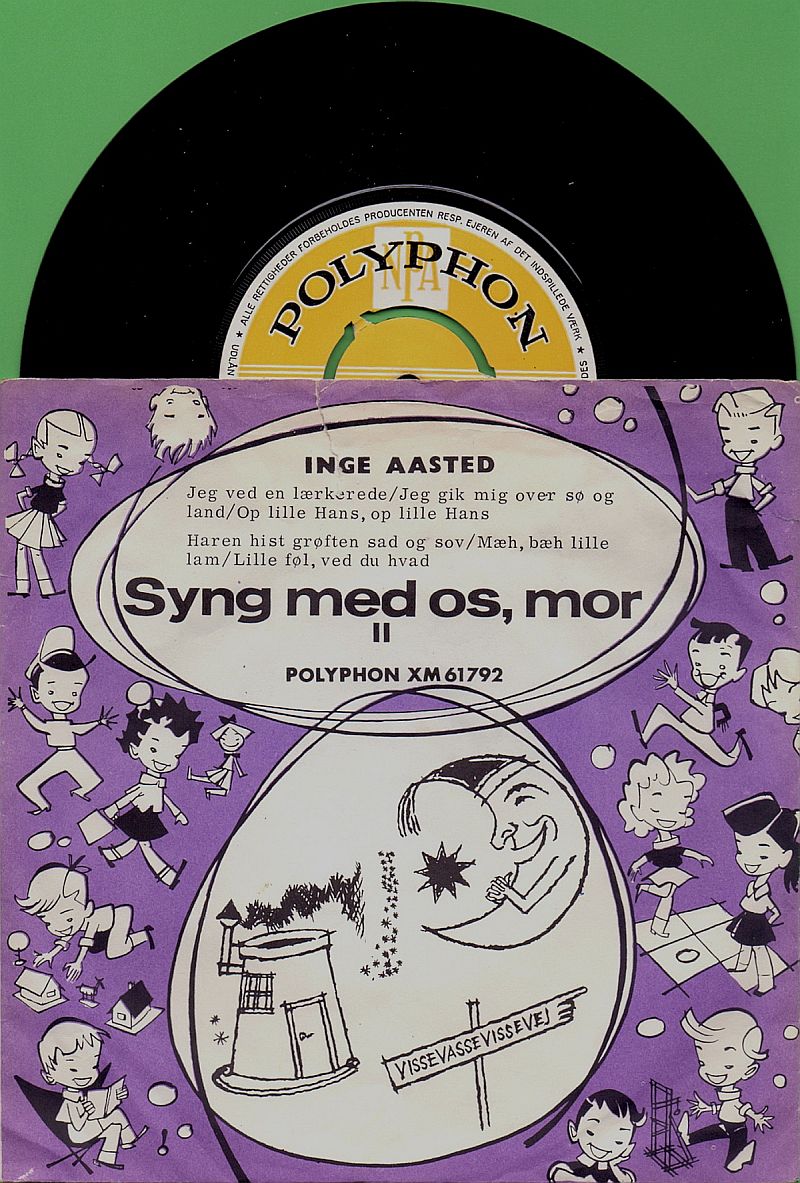 UDLÅN ★ ALLE RETTIGHEDER FORBEHOLDES PRODUCENTEN RESP. EJEREN AF DET INDSPILLEDE VÆRK ★ DES
NPA
POLYPHON
INGE AASTED
Jeg ved en lærkerede/Jeg gik mig over sø og
land/Op lille Hans, op lille Hans
Haren hist grøften sad og sov/Mæh, bæh lille
lam/Lille føl, ved du hvad
Syng med os, mor
II
POLYPHON XM 61792
VISSEVASSEVISSEVEJ